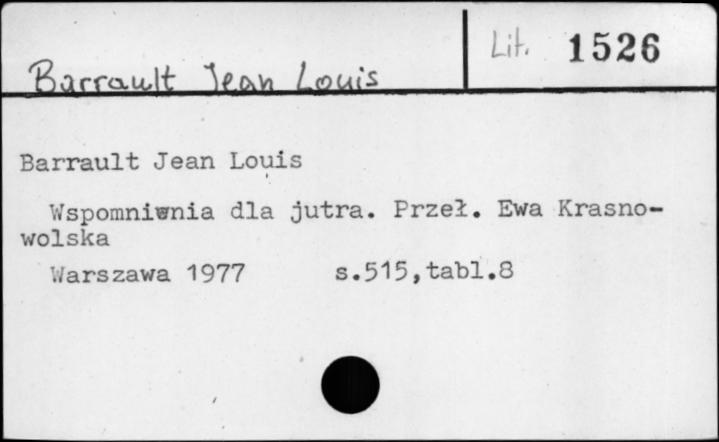 Barrault Jean Louis
Lit. 1526
Barrault Jean Louis
Wspomnienia dla jutra. Przeł. Ewa Krasno-
wolska
Warszawa 1977 s.515,tabl.8